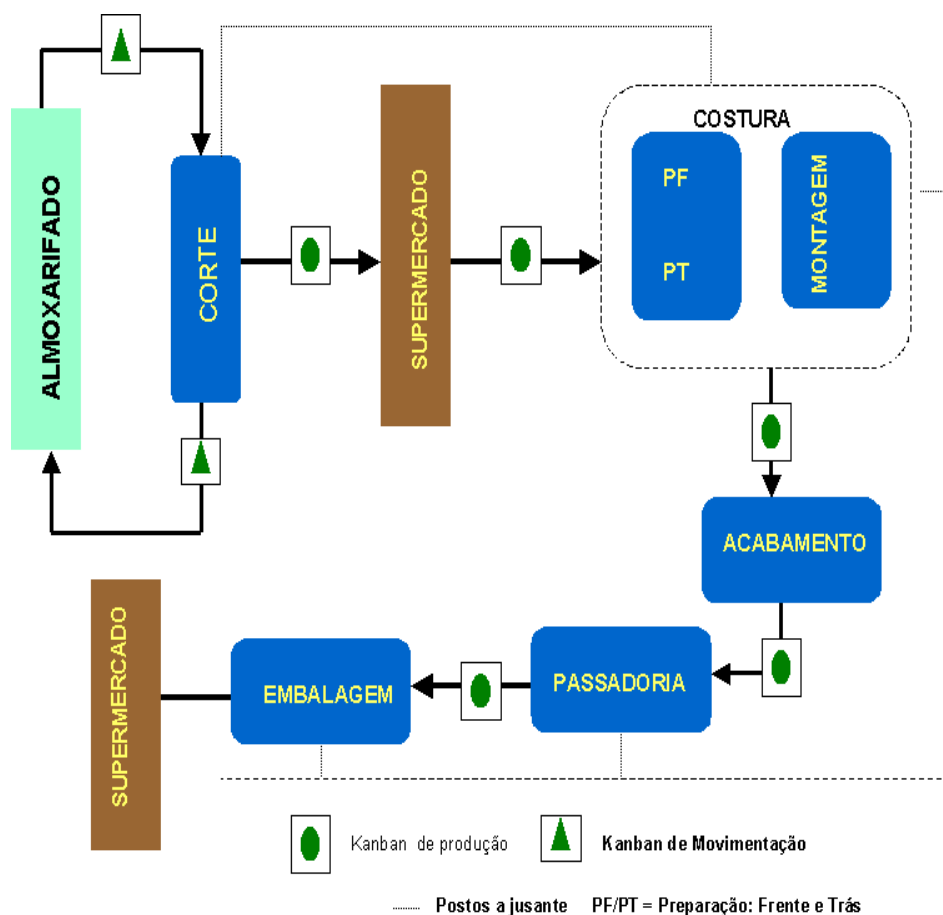 ALMOXARIFADO
CORTE
SUPERMERCADO
COSTURA
PF
PT
MONTAGEM
ACABAMENTO
PASSADORIA
EMBALAGEM
SUPERMERCADO
Kanban de produção
Kanban de Movimentação
Postos a jusante PF/PT = Preparação: Frente e Trás